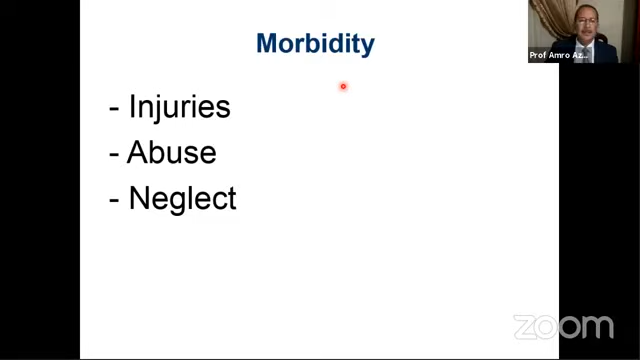 Morbidity
Prof Amro Az...
- Injuries
- Abuse
- Neglect
zoom